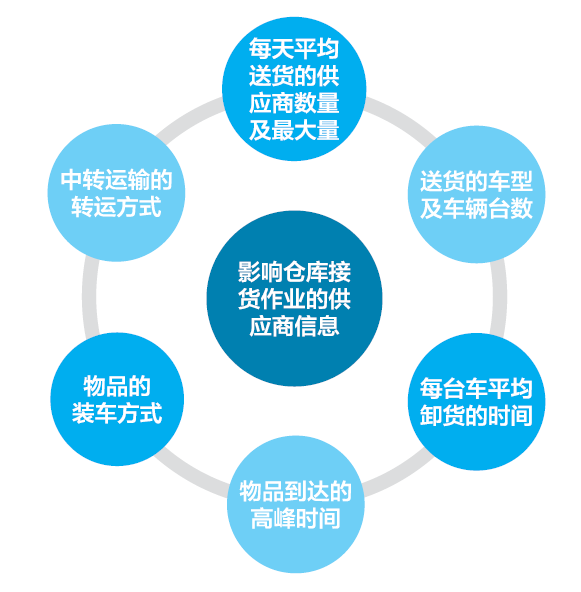 每天平均
送货的供
应商数量
及最大量
送货的车型
及车辆台数
每台车平均
卸货的时间
物品到达的
高峰时间
物品的
装车方式
中转运输的
转运方式
影响仓库接
货作业的供
应商信息